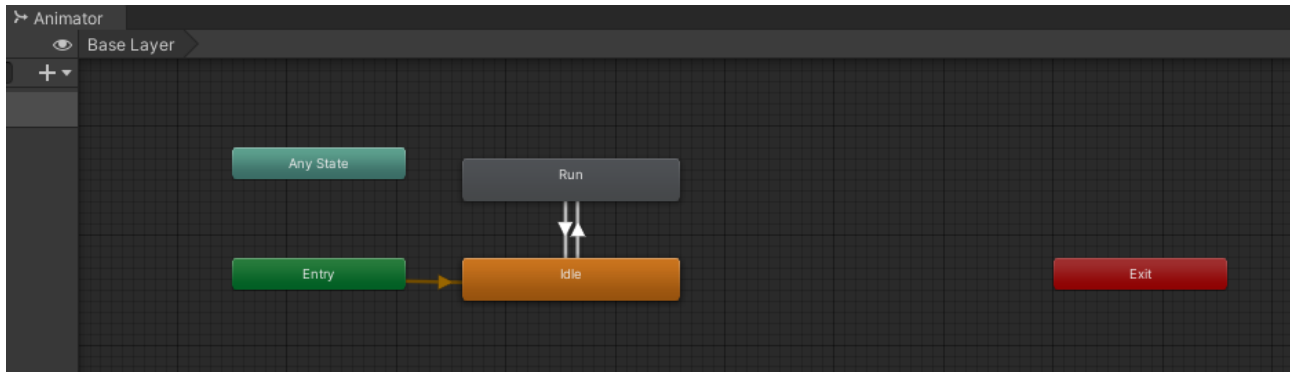 Animator
Base Layer
Any State
Run
Entry
Idle
Exit